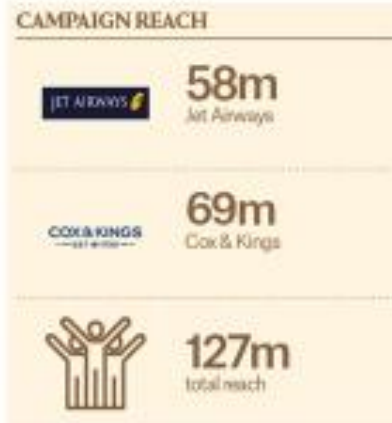 CAMPAIGN REACH
JET AIRWAYS
58m
Jet Airways
COX & KINGS
69m
Cox & Kings
127m
total reach